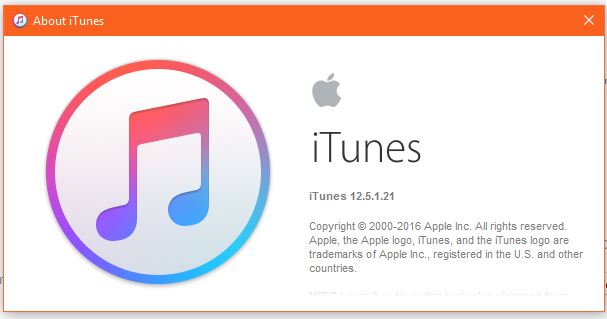 About iTunes
iTunes
iTunes 12.5.1.21
Copyright © 2000-2016 Apple Inc. All rights reserved.
Apple, the Apple logo, iTunes, and the iTunes logo are
trademarks of Apple Inc., registered in the U.S. and other
countries.